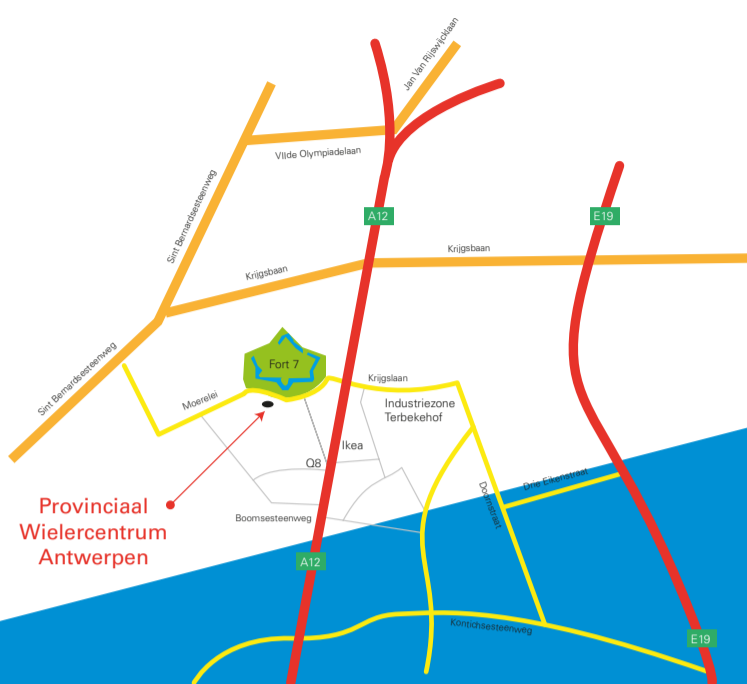 Jan Van Rijswijcklaan
VIIde Olympiadelaan
Sint Bernardsesteenweg
A12
E19
Krijgsbaan
Krijgsbaan
Sint Bernardsesteenweg
Fort 7
Moerelei
Krijgslaan
Industriezone
Terbekehof
Ikea
Q8
Doornstraat
Drie Eikenstraat
Provinciaal
Wielercentrum
Antwerpen
Boomsesteenweg
A12
Kontichsesteenweg
E19